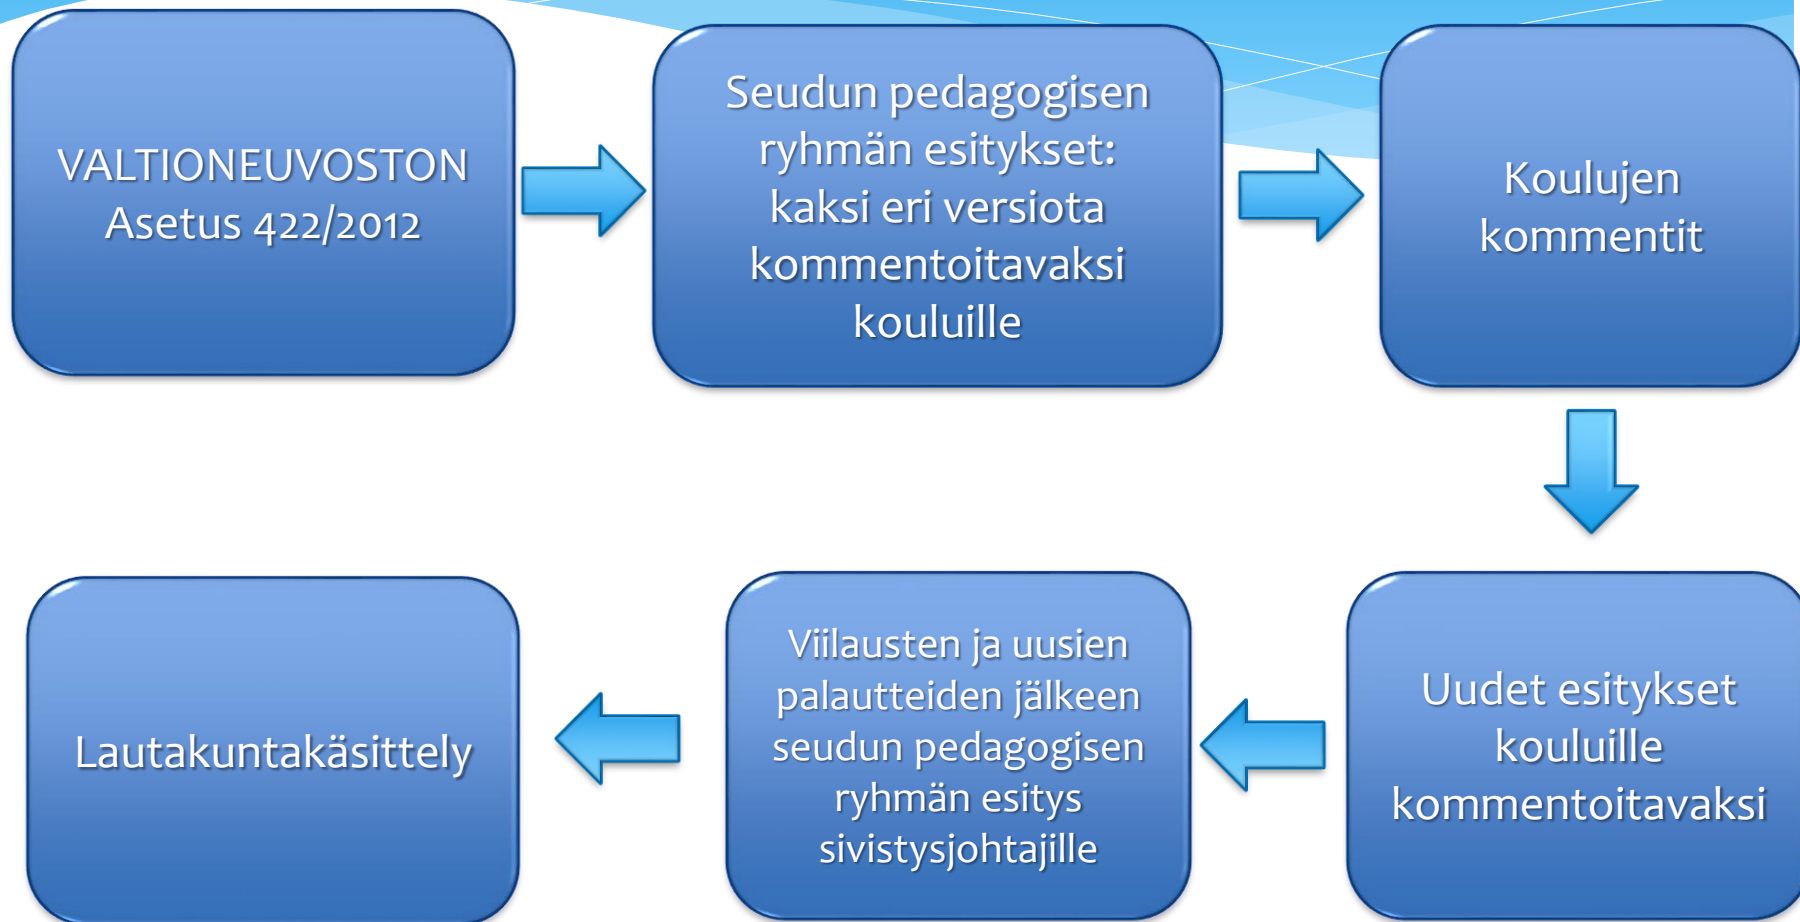 VALTIONEUVOSTON
Asetus 422/2012
Seudun pedagogisen
ryhmän esitykset:
kaksi eri versiota
kommentoitavaksi
kouluille
Koulujen
kommentit
Uudet esitykset
kouluille
kommentoitavaksi
Viilausten ja uusien
palautteiden jälkeen
seudun pedagogisen
ryhmän esitys
sivistysjohtajille
Lautakuntakäsittely